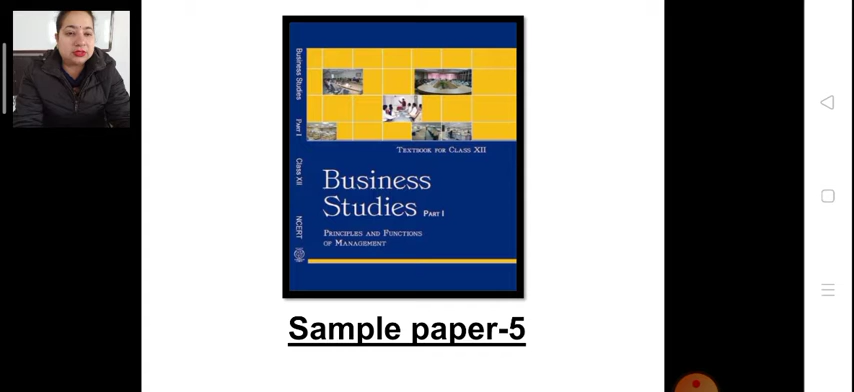 Business Studies
Part I
Class XII
NCERT
Textbook for Class XII
Business
Studies Part I
Principles and Functions
of Management
Sample paper-5